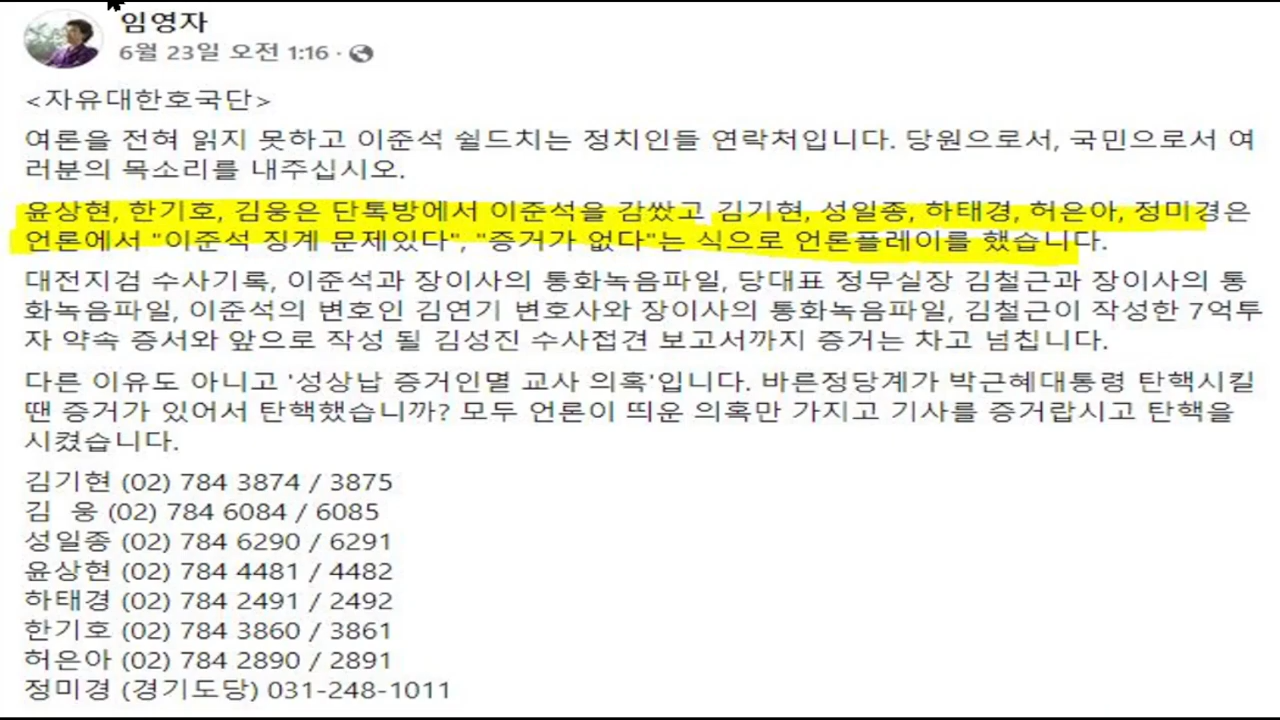 임영자
6월 23일 오전 1:16 ·
<자유대한호국단>
여론을 전혀 읽지 못하고 이준석 쉴드치는 정치인들 연락처입니다. 당원으로서, 국민으로서 여
러분의 목소리를 내주십시오.
윤상현, 한기호, 김웅은 단톡방에서 이준석을 감쌌고 김기현, 성일종, 하태경, 허은아, 정미경은
언론에서 "이준석 징계 문제있다", "증거가 없다"는 식으로 언론플레이를 했습니다.
대전지검 수사기록, 이준석과 장이사의 통화녹음파일, 당대표 정무실장 김철근과 장이사의 통
화녹음파일, 이준석의 변호인 김연기 변호사와 장이사의 통화녹음파일, 김철근이 작성한 7억투
자 약속 증서와 앞으로 작성 될 김성진 수사접견 보고서까지 증거는 차고 넘칩니다.
다른 이유도 아니고 '성상납 증거인멸 교사 의혹'입니다. 바른정당계가 박근혜대통령 탄핵시킬
땐 증거가 있어서 탄핵했습니까? 모두 언론이 띄운 의혹만 가지고 기사를 증거랍시고 탄핵을
시켰습니다.
김기현 (02) 784 3874 / 3875
김 웅 (02) 784 6084 / 6085
성일종 (02) 784 6290 / 6291
윤상현 (02) 784 4481 / 4482
하태경 (02) 784 2491 / 2492
한기호 (02) 784 3860 / 3861
허은아 (02) 784 2890 / 2891
정미경 (경기도당) 031-248-1011